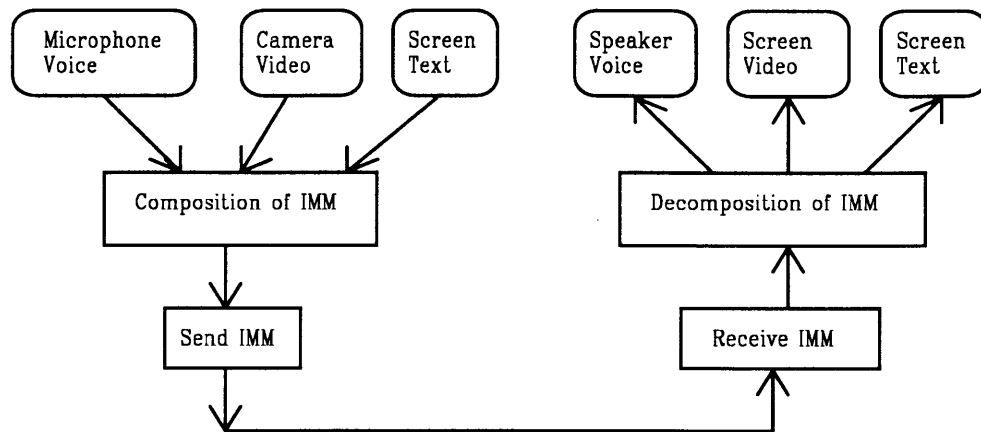 Microphone
Voice
Camera
Video
Screen
Text
Speaker
Voice
Screen
Video
Screen
Text
Composition of IMM
Decomposition of IMM
Send IMM
Receive IMM